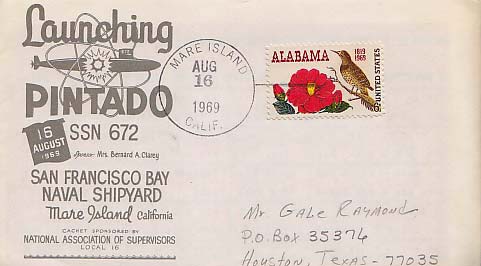 Launching
PINTADO
SSN 672
16
AUGUST
1969
Sponsor: Mrs. Bernard A. Clarey
SAN FRANCISCO BAY
NAVAL SHIPYARD
Mare Island California
CACHET SPONSORED BY
NATIONAL ASSOCIATION OF SUPERVISORS
LOCAL 16
MARE ISLAND
AUG
16
1969
CALIF.
ALABAMA
1819
1969
6¢ UNITED STATES
Mr Gale Raymond
P.O. Box 35374
Houston, Texas - 77035